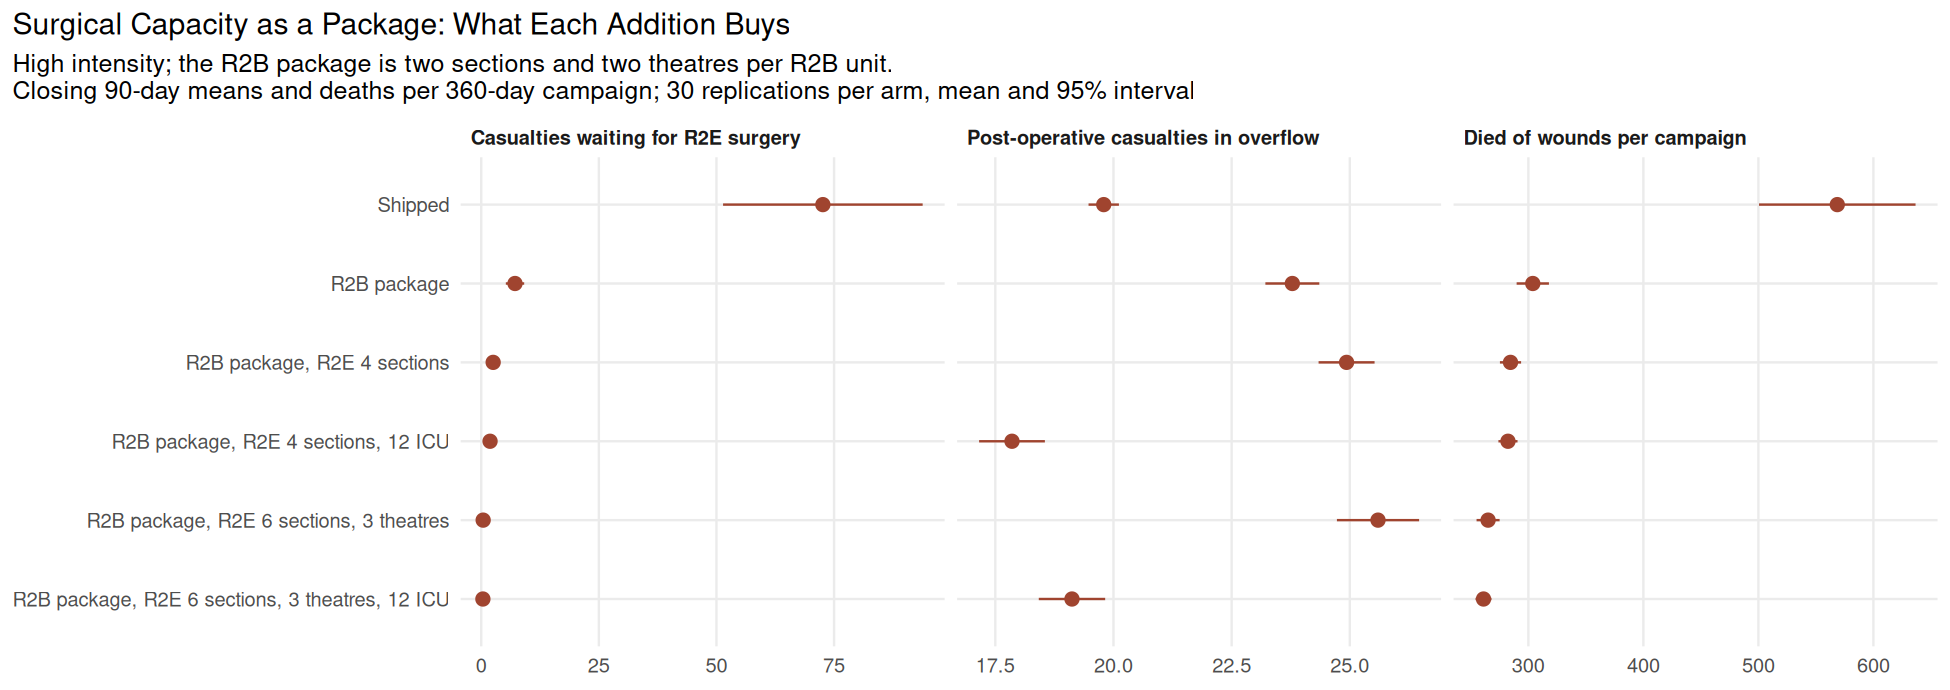 Surgical Capacity as a Package: What Each Addition Buys
High intensity; the R2B package is two sections and two theatres per R2B unit.
Closing 90-day means and deaths per 360-day campaign; 30 replications per arm, mean and 95% interval
Casualties waiting for R2E surgery
Post-operative casualties in overflow
Died of wounds per campaign
Shipped
R2B package
R2B package, R2E 4 sections
R2B package, R2E 4 sections, 12 ICU
R2B package, R2E 6 sections, 3 theatres
R2B package, R2E 6 sections, 3 theatres, 12 ICU
0 25 50 75
17.5 20.0 22.5 25.0
300 400 500 600